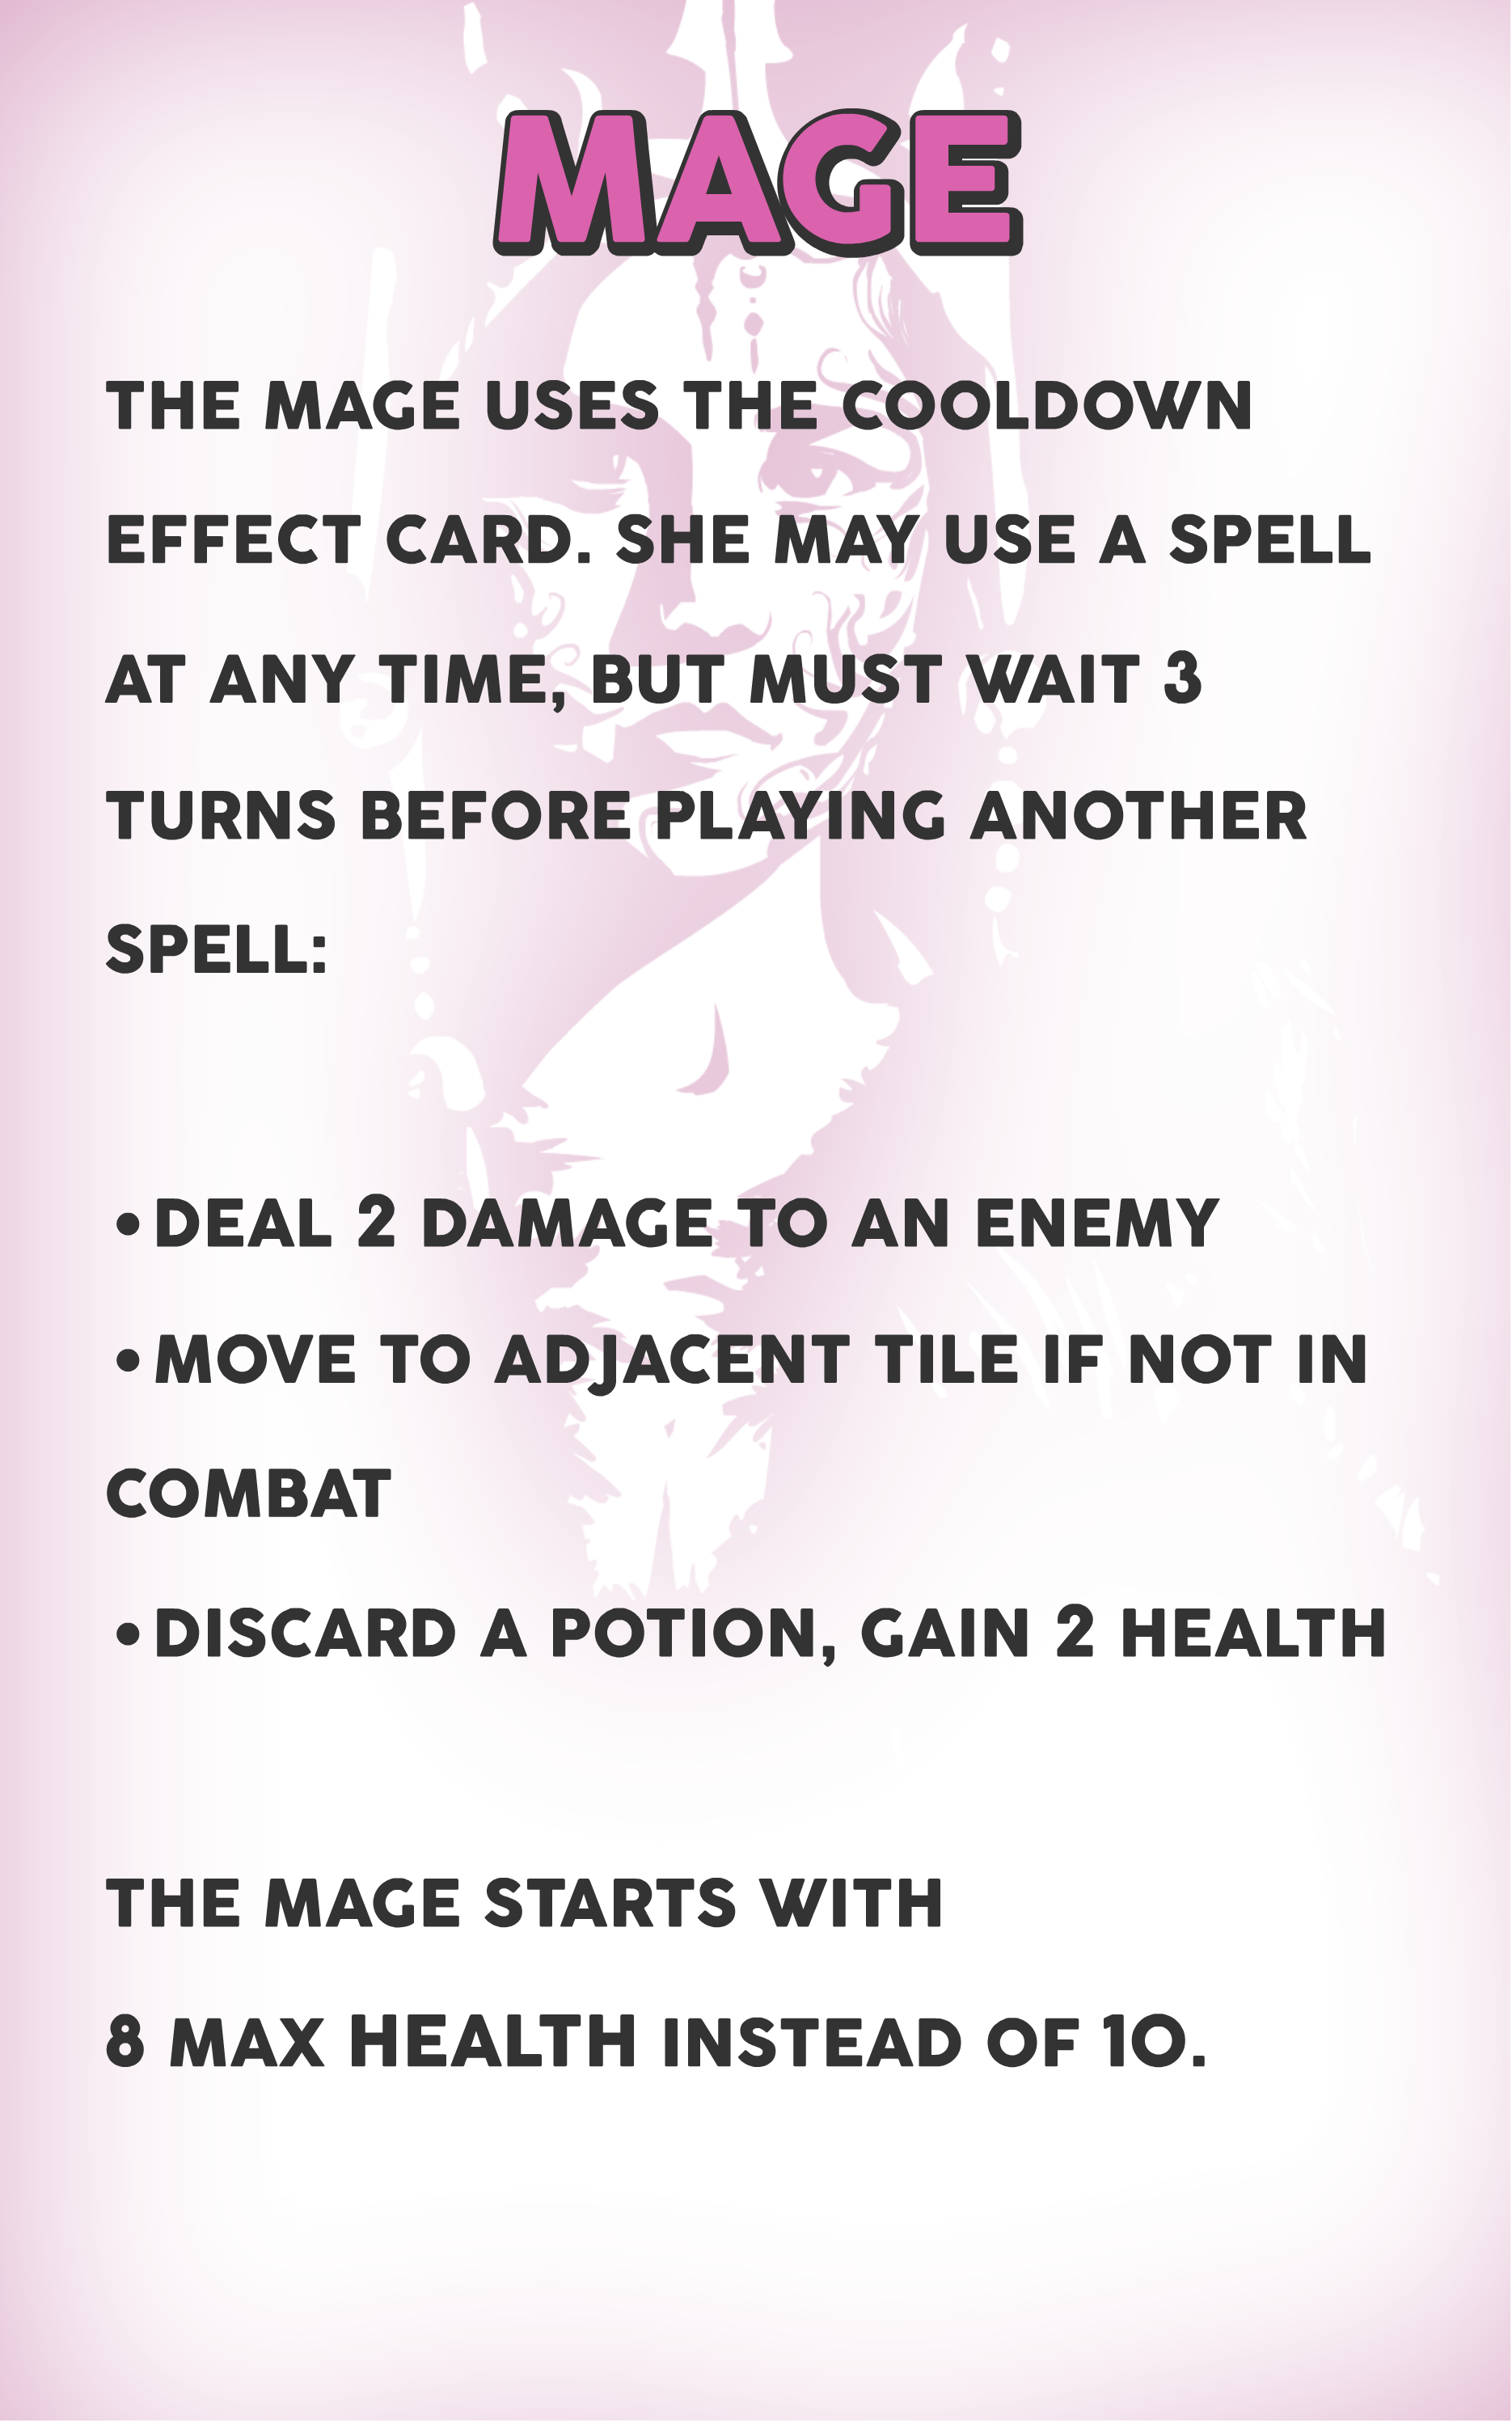 MAGE
THE MAGE USES THE COOLDOWN
EFFECT CARD. SHE MAY USE A SPELL
AT ANY TIME, BUT MUST WAIT 3
TURNS BEFORE PLAYING ANOTHER
SPELL:
•DEAL 2 DAMAGE TO AN ENEMY
•MOVE TO ADJACENT TILE IF NOT IN
COMBAT
•DISCARD A POTION, GAIN 2 HEALTH
THE MAGE STARTS WITH
8 MAX HEALTH INSTEAD OF 10.